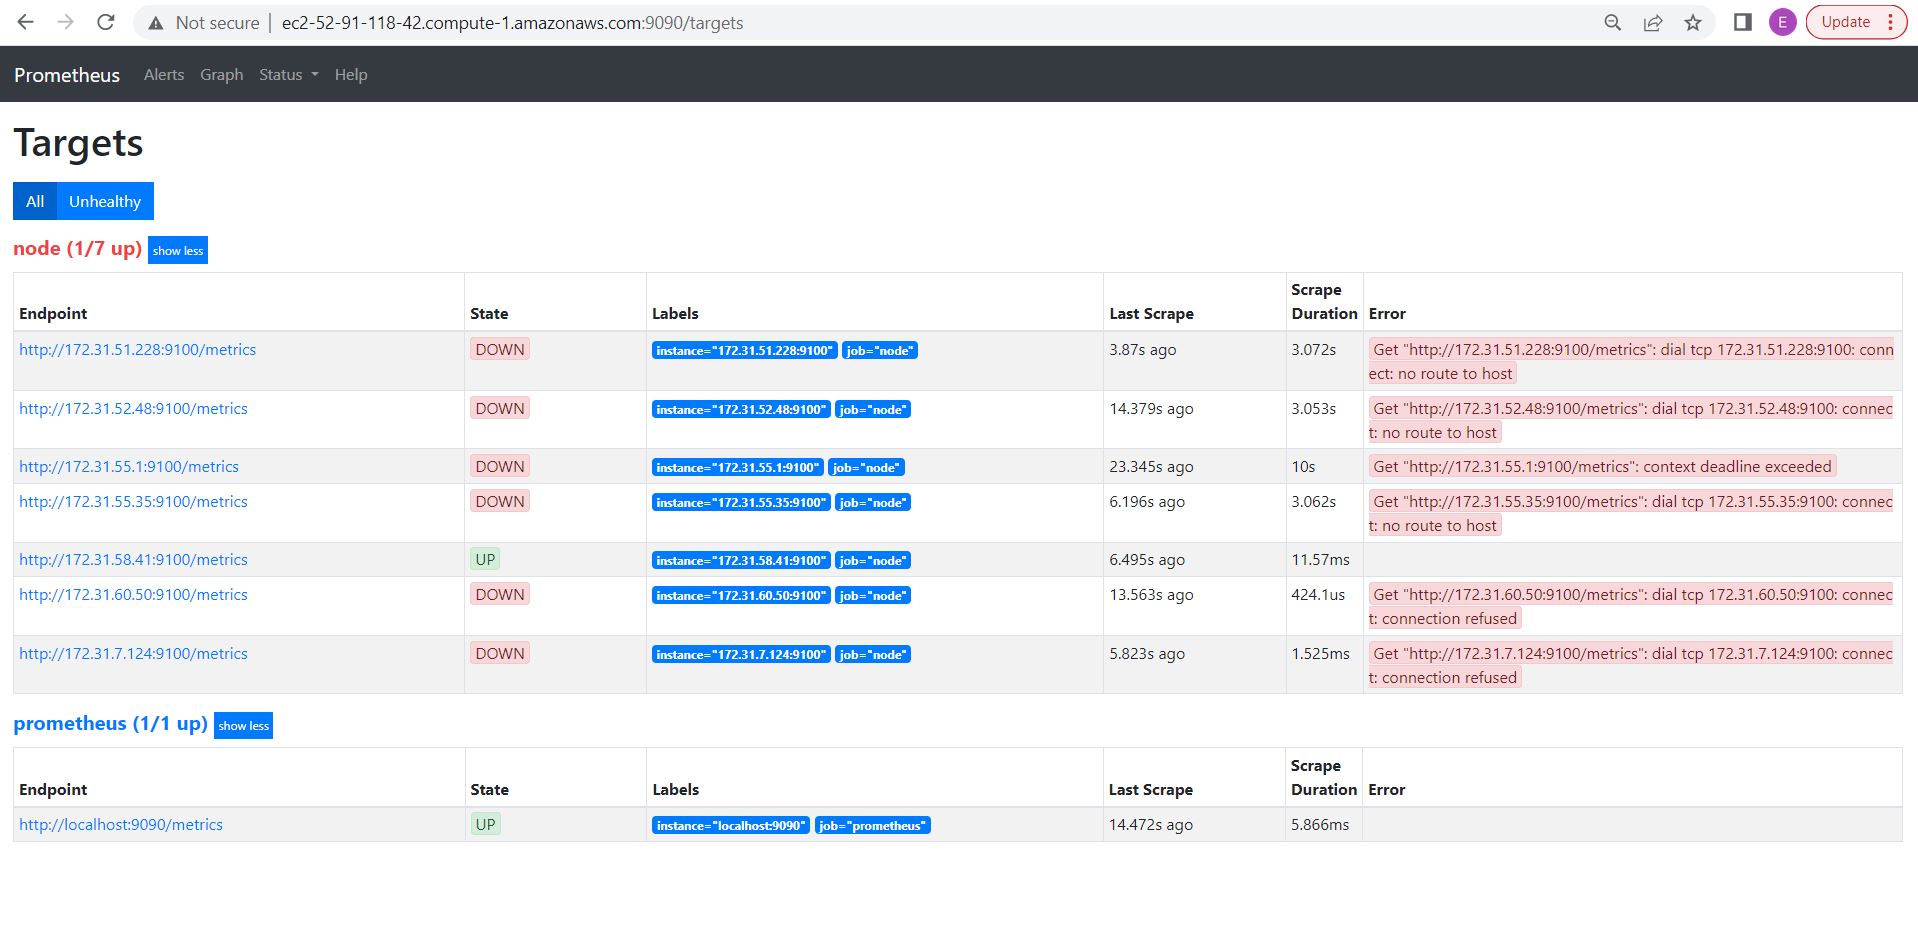 Not secure | ec2-52-91-118-42.compute-1.amazonaws.com:9090/targets E Update
Prometheus Alerts Graph Status Help
Targets
All Unhealthy
node (1/7 up) show less
Endpoint State Labels Last Scrape Scrape Duration Error
http://172.31.51.228:9100/metrics DOWN instance="172.31.51.228:9100" job="node" 3.87s ago 3.072s Get "http://172.31.51.228:9100/metrics": dial tcp 172.31.51.228:9100: conn
ect: no route to host
http://172.31.52.48:9100/metrics DOWN instance="172.31.52.48:9100" job="node" 14.379s ago 3.053s Get "http://172.31.52.48:9100/metrics": dial tcp 172.31.52.48:9100: connec
t: no route to host
http://172.31.55.1:9100/metrics DOWN instance="172.31.55.1:9100" job="node" 23.345s ago 10s Get "http://172.31.55.1:9100/metrics": context deadline exceeded
http://172.31.55.35:9100/metrics DOWN instance="172.31.55.35:9100" job="node" 6.196s ago 3.062s Get "http://172.31.55.35:9100/metrics": dial tcp 172.31.55.35:9100: connec
t: no route to host
http://172.31.58.41:9100/metrics UP instance="172.31.58.41:9100" job="node" 6.495s ago 11.57ms
http://172.31.60.50:9100/metrics DOWN instance="172.31.60.50:9100" job="node" 13.563s ago 424.1us Get "http://172.31.60.50:9100/metrics": dial tcp 172.31.60.50:9100: connec
t: connection refused
http://172.31.7.124:9100/metrics DOWN instance="172.31.7.124:9100" job="node" 5.823s ago 1.525ms Get "http://172.31.7.124:9100/metrics": dial tcp 172.31.7.124:9100: connec
t: connection refused
prometheus (1/1 up) show less
Endpoint State Labels Last Scrape Scrape Duration Error
http://localhost:9090/metrics UP instance="localhost:9090" job="prometheus" 14.472s ago 5.866ms